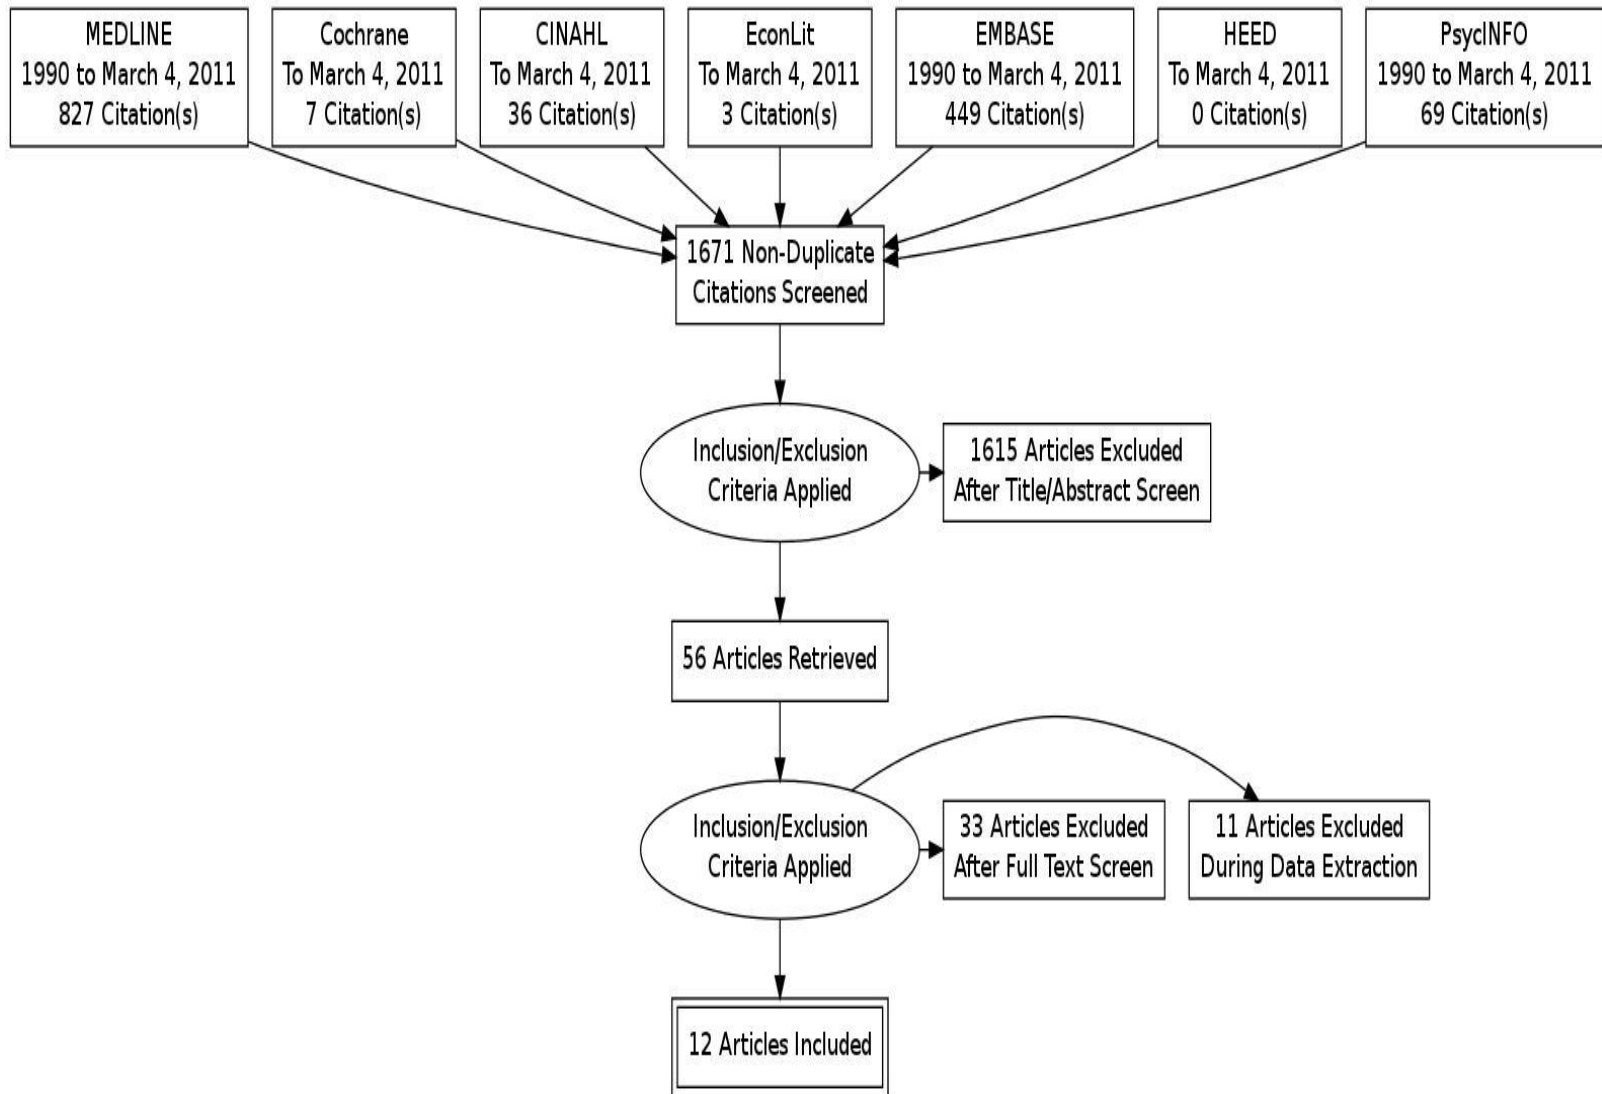 MEDLINE
1990 to March 4, 2011
827 Citation(s)
Cochrane
To March 4, 2011
7 Citation(s)
CINAHL
To March 4, 2011
36 Citation(s)
EconLit
To March 4, 2011
3 Citation(s)
EMBASE
1990 to March 4, 2011
449 Citation(s)
HEED
To March 4, 2011
0 Citation(s)
PsycINFO
1990 to March 4, 2011
69 Citation(s)
1671 Non-Duplicate
Citations Screened
Inclusion/Exclusion
Criteria Applied
1615 Articles Excluded
After Title/Abstract Screen
56 Articles Retrieved
Inclusion/Exclusion
Criteria Applied
33 Articles Excluded
After Full Text Screen
11 Articles Excluded
During Data Extraction
12 Articles Included